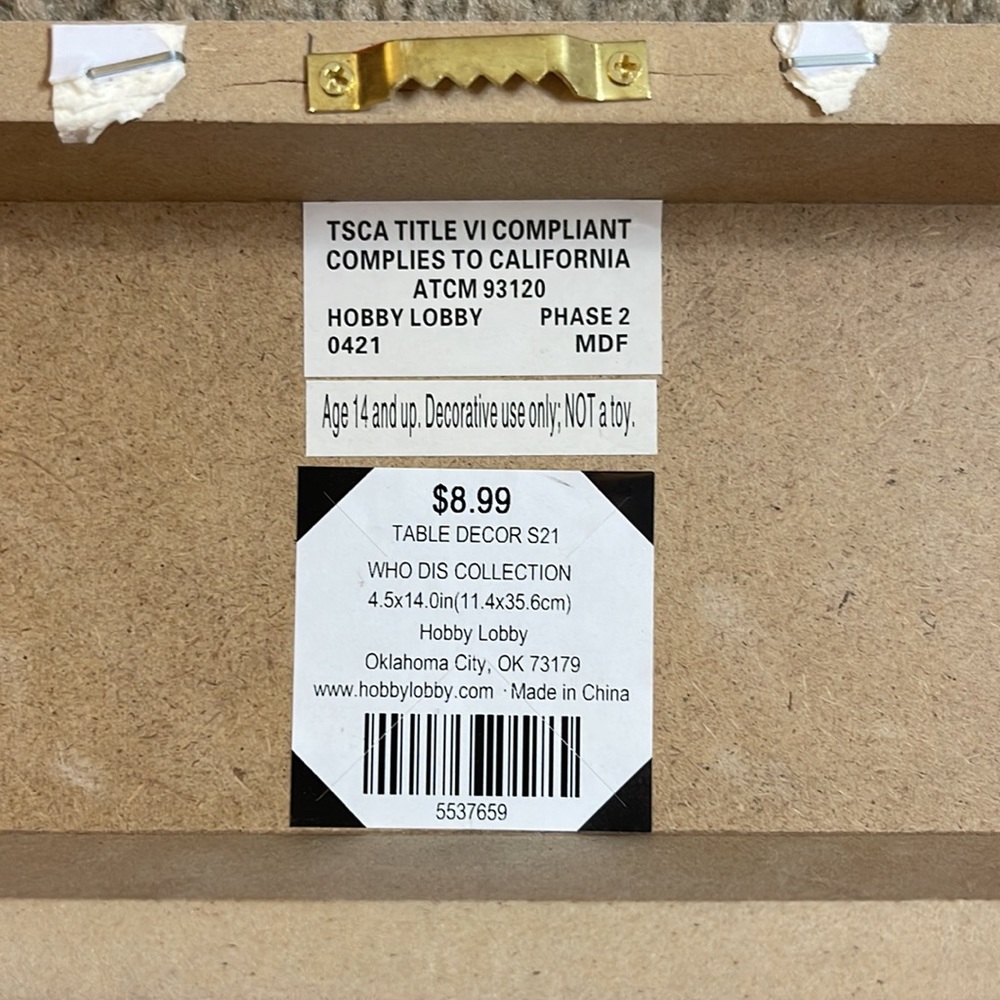 TSCA TITLE VI COMPLIANT
COMPLIES TO CALIFORNIA
ATCM 93120
HOBBY LOBBY PHASE 2
0421 MDF
Age 14 and up. Decorative use only; NOT a toy.
$8.99
TABLE DECOR S21
WHO DIS COLLECTION
4.5x14.0in(11.4x35.6cm)
Hobby Lobby
Oklahoma City, OK 73179
www.hobbylobby.com · Made in China
5537659